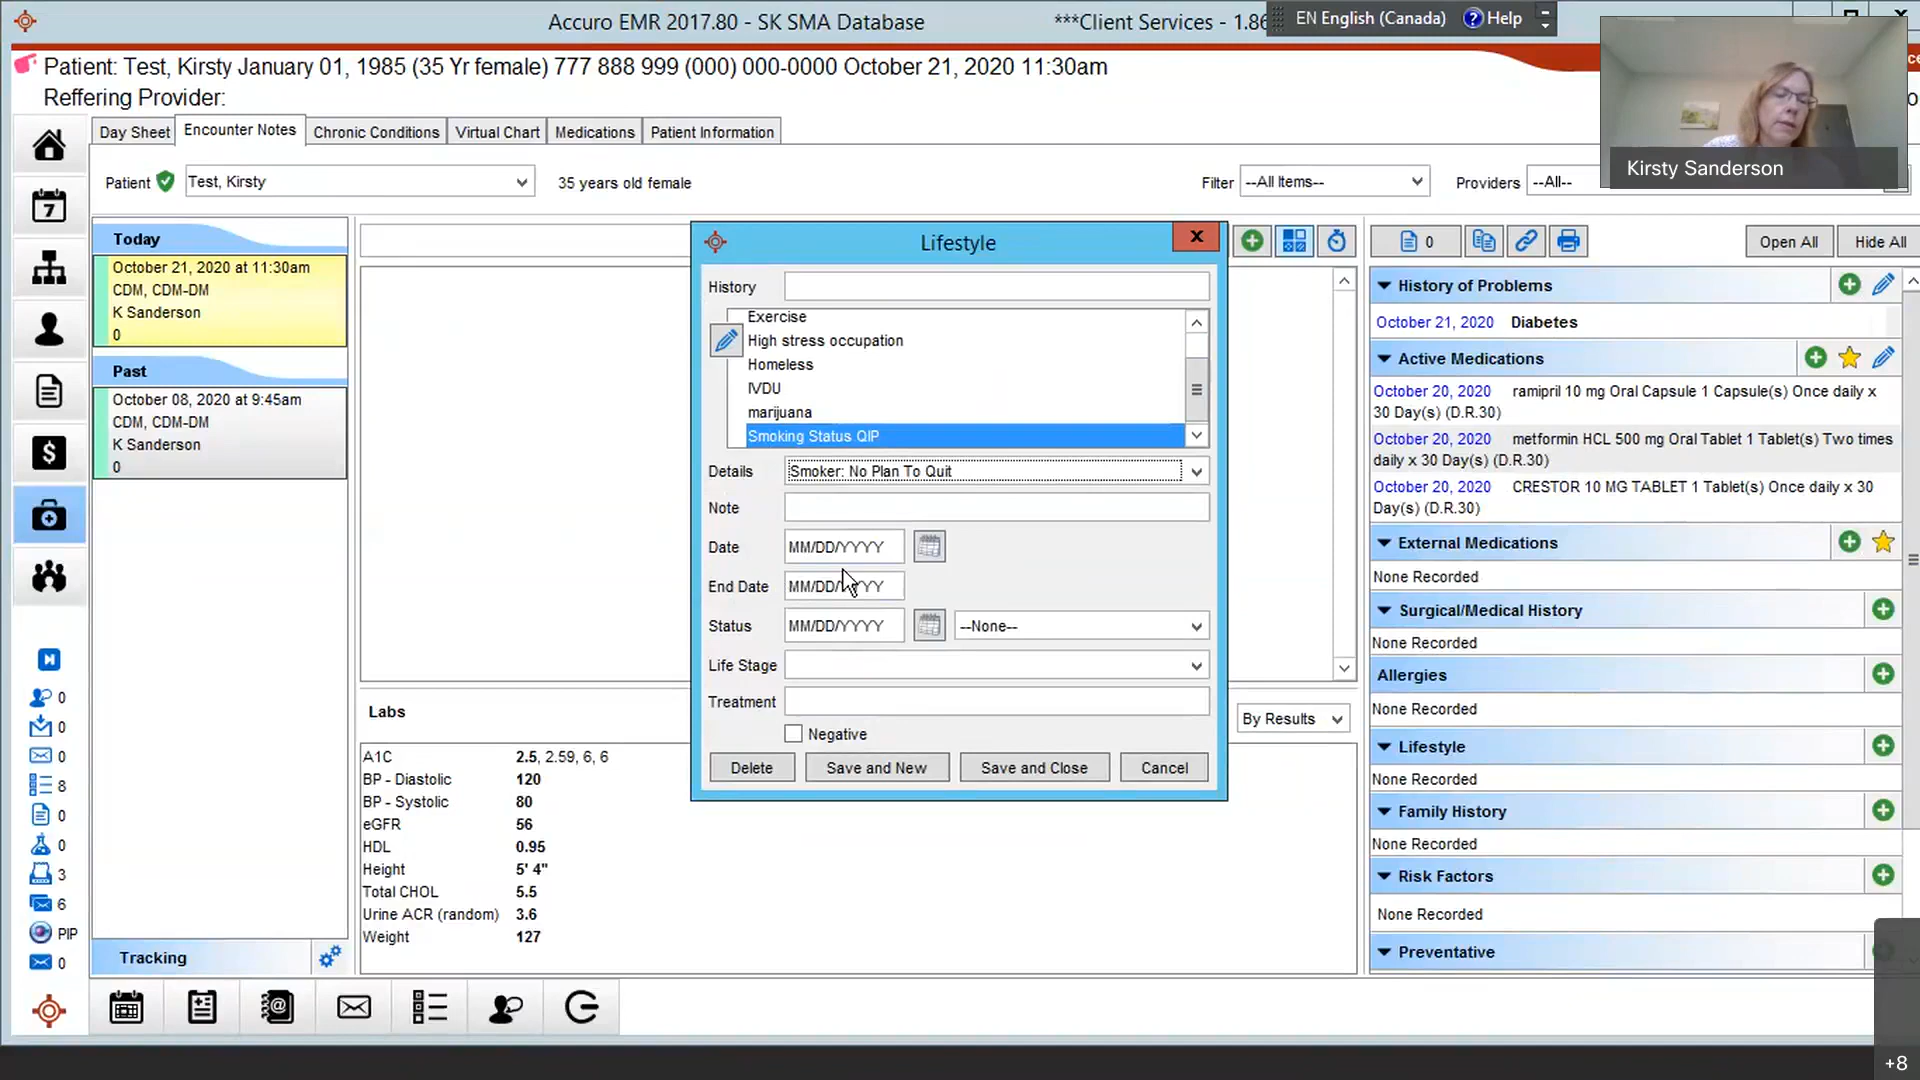 Accuro EMR 2017.80 - SK SMA Database
***Client Services - 1.86
EN English (Canada)
Help
Patient: Test, Kirsty January 01, 1985 (35 Yr female) 777 888 999 (000) 000-0000 October 21, 2020 11:30am
Reffering Provider:
Kirsty Sanderson
Day Sheet
Encounter Notes
Chronic Conditions
Virtual Chart
Medications
Patient Information
Patient
Test, Kirsty
35 years old female
Filter
--All Items--
Providers
--All--
7
Today
October 21, 2020 at 11:30am
CDM, CDM-DM
K Sanderson
0
Past
October 08, 2020 at 9:45am
CDM, CDM-DM
K Sanderson
0
Tracking
0
0
0
8
0
0
3
6
PIP
0
Lifestyle
X
History
Exercise
High stress occupation
Homeless
IVDU
marijuana
Smoking Status QIP
Details
Smoker: No Plan To Quit
Note
Date
MM/DD/YYYY
End Date
MM/DD/YYYY
Status
MM/DD/YYYY
--None--
Life Stage
Treatment
Negative
Delete
Save and New
Save and Close
Cancel
Labs
By Results
A1C 2.5, 2.59, 6, 6
BP - Diastolic 120
BP - Systolic 80
eGFR 56
HDL 0.95
Height 5' 4"
Total CHOL 5.5
Urine ACR (random) 3.6
Weight 127
0
Open All
Hide All
History of Problems
October 21, 2020 Diabetes
Active Medications
October 20, 2020 ramipril 10 mg Oral Capsule 1 Capsule(s) Once daily x
30 Day(s) (D.R.30)
October 20, 2020 metformin HCL 500 mg Oral Tablet 1 Tablet(s) Two times
daily x 30 Day(s) (D.R.30)
October 20, 2020 CRESTOR 10 MG TABLET 1 Tablet(s) Once daily x 30
Day(s) (D.R.30)
External Medications
None Recorded
Surgical/Medical History
None Recorded
Allergies
None Recorded
Lifestyle
None Recorded
Family History
None Recorded
Risk Factors
None Recorded
Preventative
+8